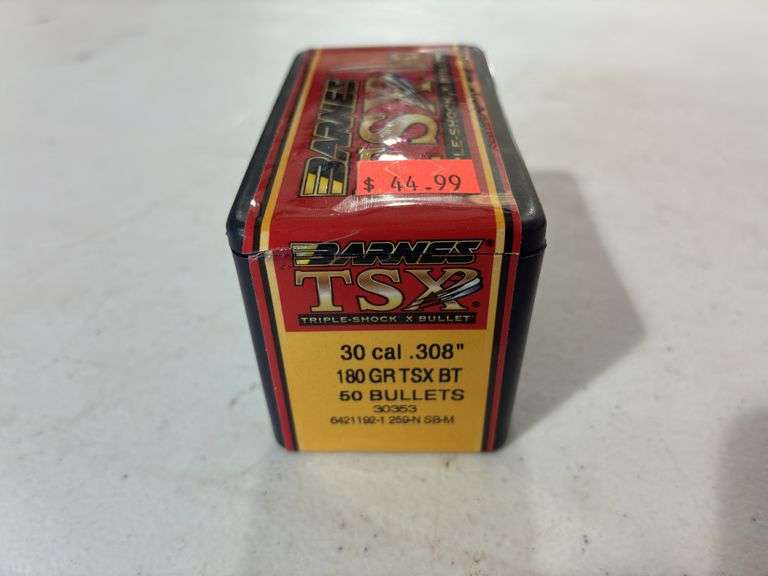 BARNES
TSX
$ 44.99
BARNES
TSX
TRIPLE-SHOCK X BULLET
30 cal .308"
180 GR TSX BT
50 BULLETS
30353
6421192-1 259-N SB-M